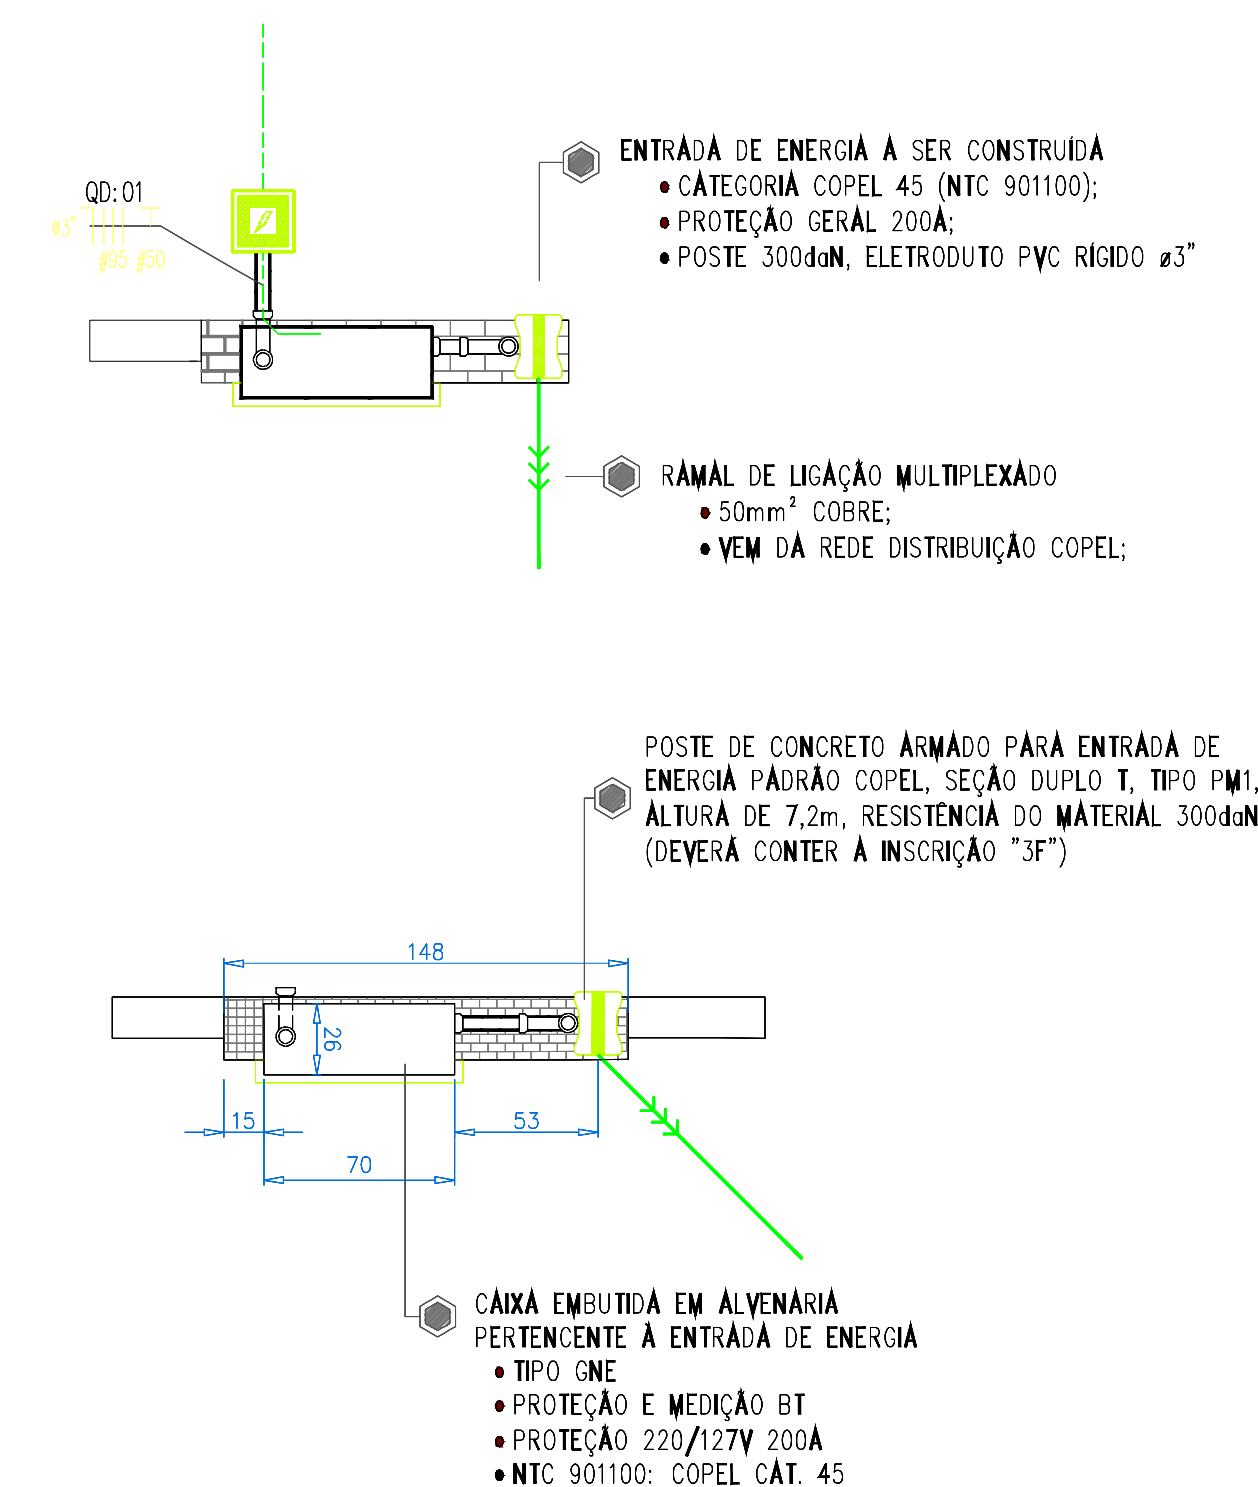 ENTRADA DE ENERGIA A SER CONSTRUÍDA
• CATEGORIA COPEL 45 (NTC 901100);
• PROTEÇÃO GERAL 200A;
• POSTE 300daN, ELETRODUTO PVC RÍGIDO ø3"
QD: 01
ø3"
#95 #50
RAMAL DE LIGAÇÃO MULTIPLEXADO
• 50mm² COBRE;
• VEM DA REDE DISTRIBUIÇÃO COPEL;
POSTE DE CONCRETO ARMADO PARA ENTRADA DE
ENERGIA PADRÃO COPEL, SEÇÃO DUPLO T, TIPO PM1,
ALTURA DE 7,2m, RESISTÊNCIA DO MATERIAL 300daN
(DEVERÁ CONTER A INSCRIÇÃO "3F")
148
26
15
53
70
CAIXA EMBUTIDA EM ALVENARIA
PERTENCENTE À ENTRADA DE ENERGIA
• TIPO GNE
• PROTEÇÃO E MEDIÇÃO BT
• PROTEÇÃO 220/127V 200A
• NTC 901100: COPEL CAT. 45